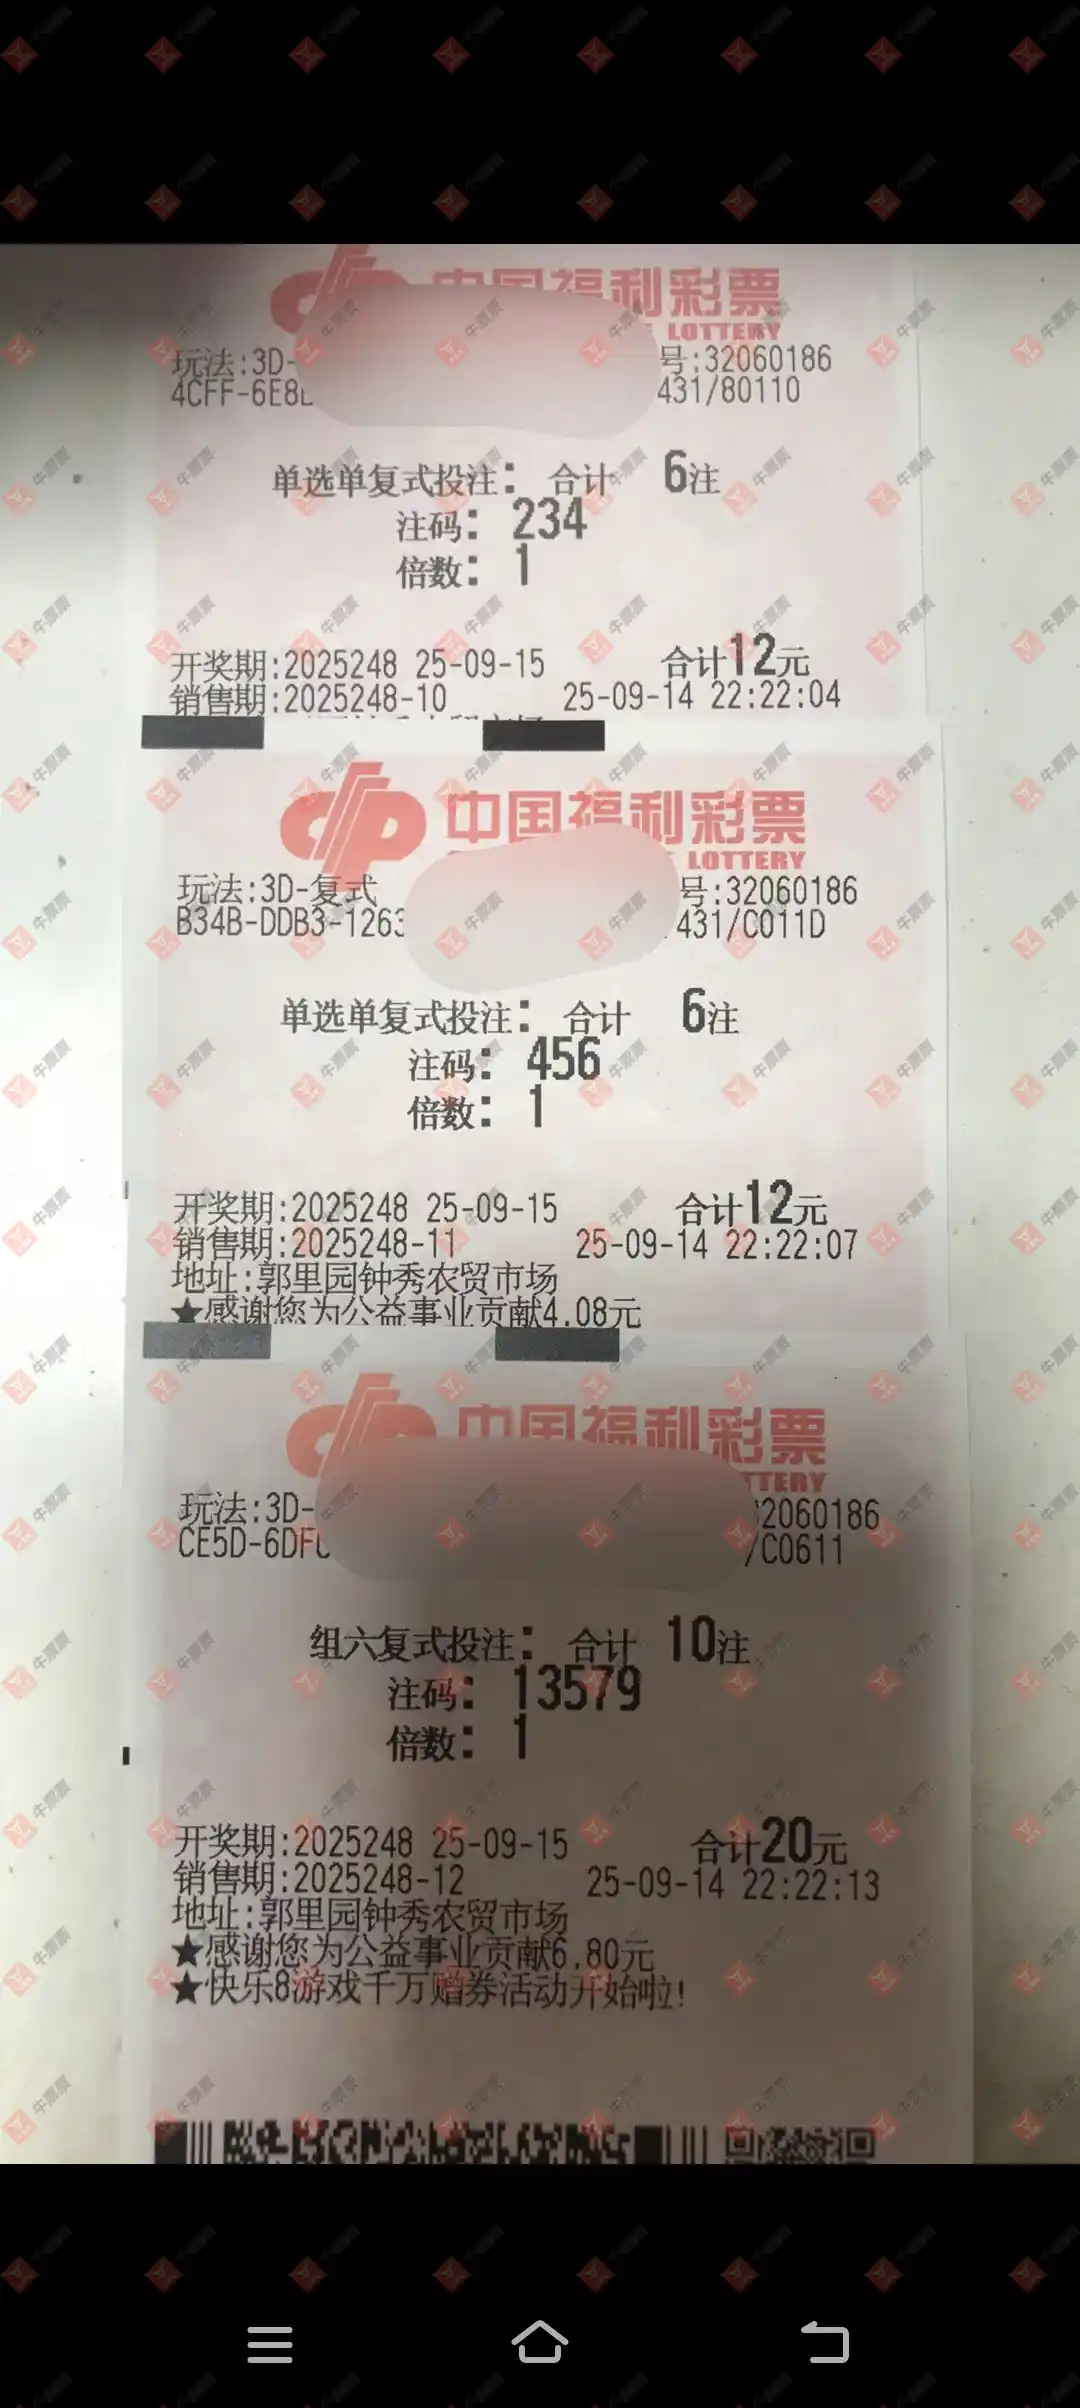 中国福利彩票
LOTTERY
玩法:3D-
号:32060186
4CFF-6E8
431/80110
单选单复式投注: 合计 6注
注码: 234
倍数: 1
开奖期:2025248 25-09-15 合计12元
销售期:2025248-10 25-09-14 22:22:04
中国福利彩票
LOTTERY
玩法:3D-复式
号:32060186
B34B-DDB3-1263
431/C011D
单选单复式投注: 合计 6注
注码: 456
倍数: 1
开奖期:2025248 25-09-15 合计12元
销售期:2025248-11 25-09-14 22:22:07
地址:郭里园钟秀农贸市场
★感谢您为公益事业贡献4.08元
中国福利彩票
TTERY
玩法:3D-
2060186
CE5D-6DF
/C0611
组六复式投注: 合计 10注
注码: 13579
倍数: 1
开奖期:2025248 25-09-15 合计20元
销售期:2025248-12 25-09-14 22:22:13
地址:郭里园钟秀农贸市场
★感谢您为公益事业贡献6.80元
★快乐8游戏千万赠券活动开始啦!
牛票票